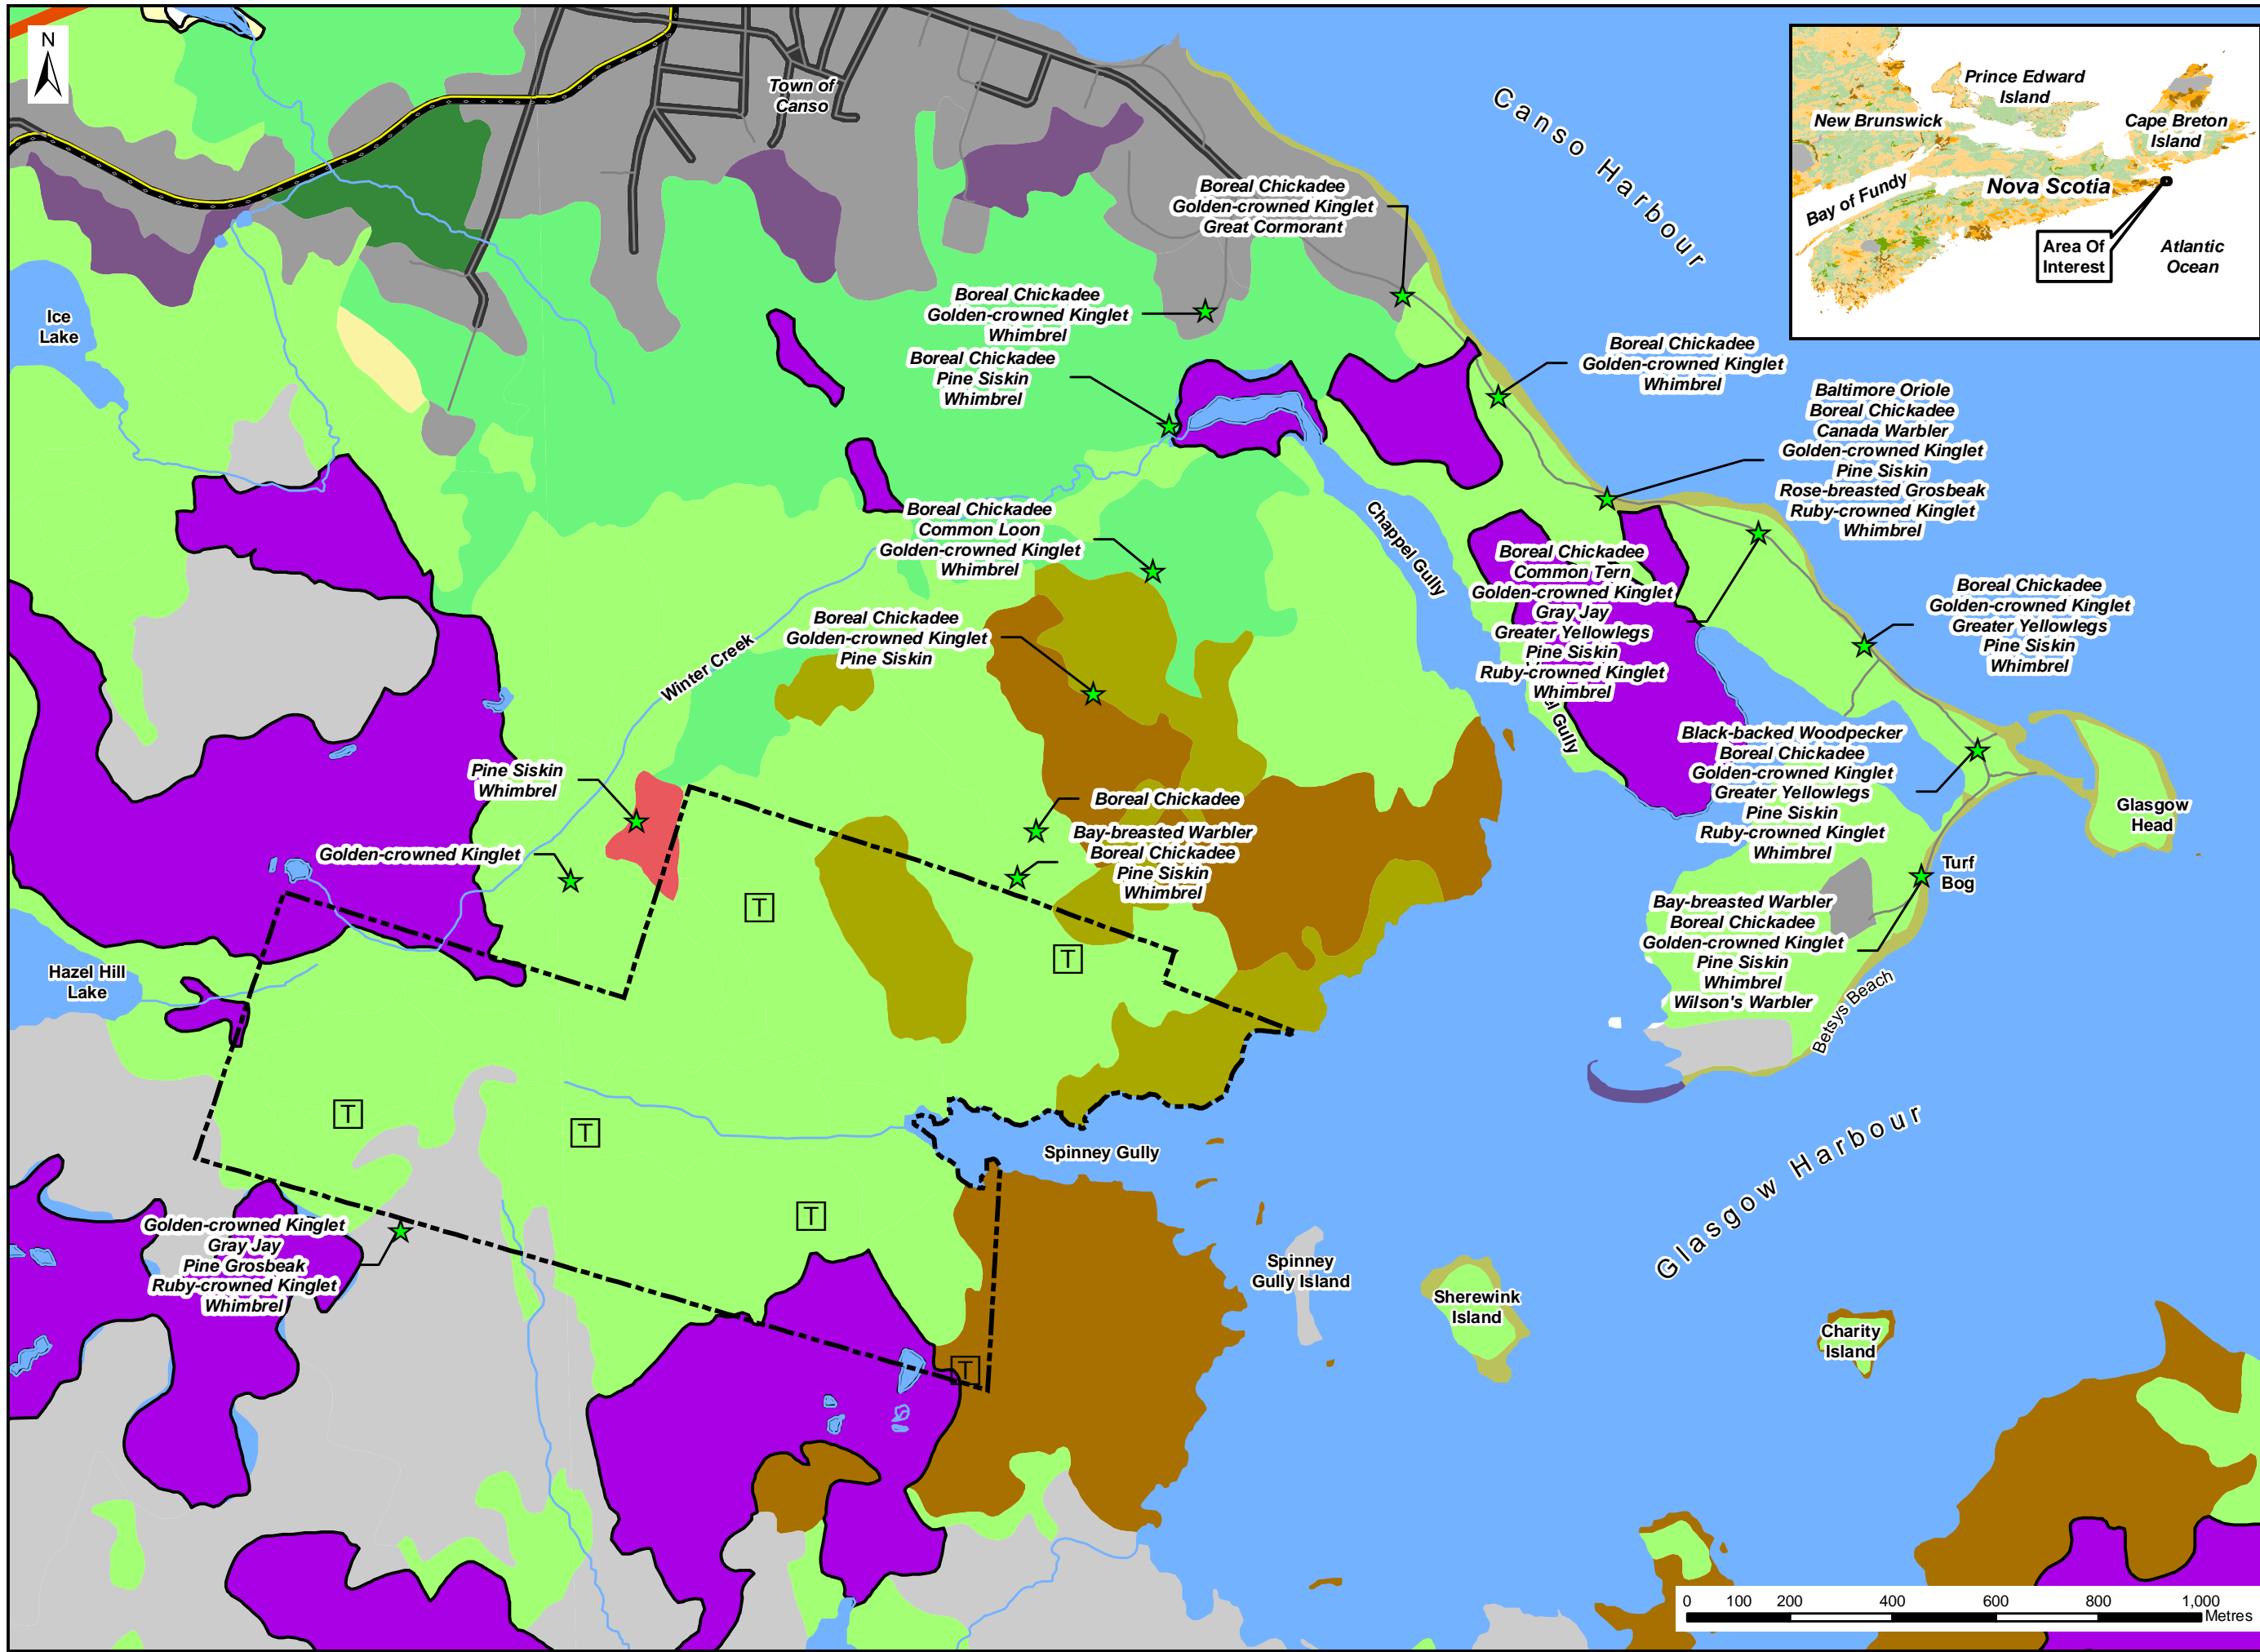 N
Town of
Canso
Canso Harbour
Prince Edward
Island
New Brunswick
Cape Breton
Island
Nova Scotia
Bay of Fundy
Area Of
Interest
Atlantic
Ocean
Boreal Chickadee
Golden-crowned Kinglet
Great Cormorant
Ice
Lake
Boreal Chickadee
Golden-crowned Kinglet
Whimbrel
Boreal Chickadee
Pine Siskin
Whimbrel
Boreal Chickadee
Golden-crowned Kinglet
Whimbrel
Baltimore Oriole
Boreal Chickadee
Canada Warbler
Golden-crowned Kinglet
Pine Siskin
Rose-breasted Grosbeak
Ruby-crowned Kinglet
Whimbrel
Boreal Chickadee
Common Loon
Golden-crowned Kinglet
Whimbrel
Chappel Gully
Boreal Chickadee
Common Tern
Golden-crowned Kinglet
Gray Jay
Greater Yellowlegs
Pine Siskin
Ruby-crowned Kinglet
Whimbrel
el Gully
Boreal Chickadee
Golden-crowned Kinglet
Greater Yellowlegs
Pine Siskin
Whimbrel
Boreal Chickadee
Golden-crowned Kinglet
Pine Siskin
Winter Creek
Black-backed Woodpecker
Boreal Chickadee
Golden-crowned Kinglet
Greater Yellowlegs
Pine Siskin
Ruby-crowned Kinglet
Whimbrel
Glasgow
Head
Pine Siskin
Whimbrel
Boreal Chickadee
Bay-breasted Warbler
Boreal Chickadee
Pine Siskin
Whimbrel
Golden-crowned Kinglet
Turf
Bog
T
Bay-breasted Warbler
Boreal Chickadee
Golden-crowned Kinglet
Pine Siskin
Whimbrel
Wilson's Warbler
T
Hazel Hill
Lake
Betsys Beach
T
T
Spinney Gully
Glasgow Harbour
T
Golden-crowned Kinglet
Gray Jay
Pine Grosbeak
Ruby-crowned Kinglet
Whimbrel
Spinney
Gully Island
Sherewink
Island
Charity
Island
T
0 100 200 400 600 800 1,000
Metres